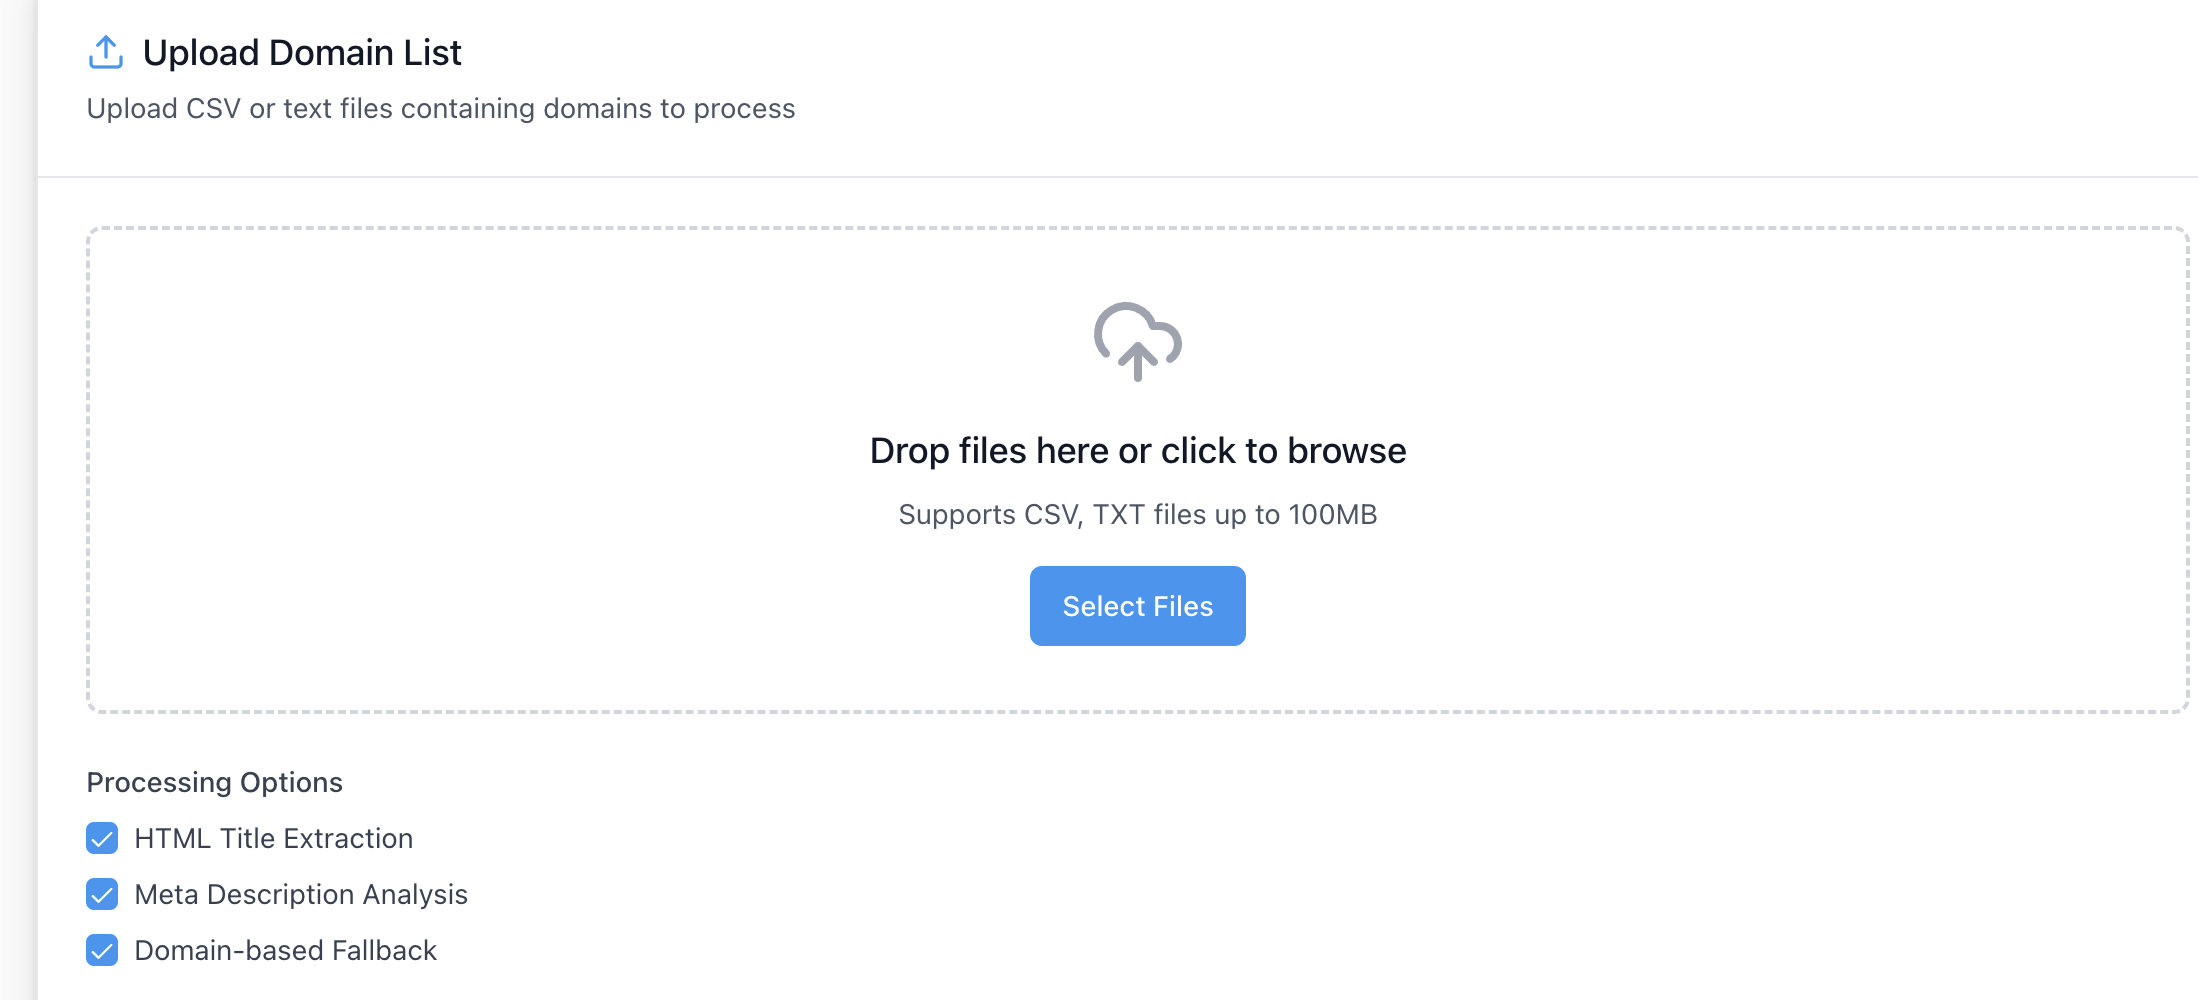 Upload Domain List
Upload CSV or text files containing domains to process
Drop files here or click to browse
Supports CSV, TXT files up to 100MB
Select Files
Processing Options
HTML Title Extraction
Meta Description Analysis
Domain-based Fallback